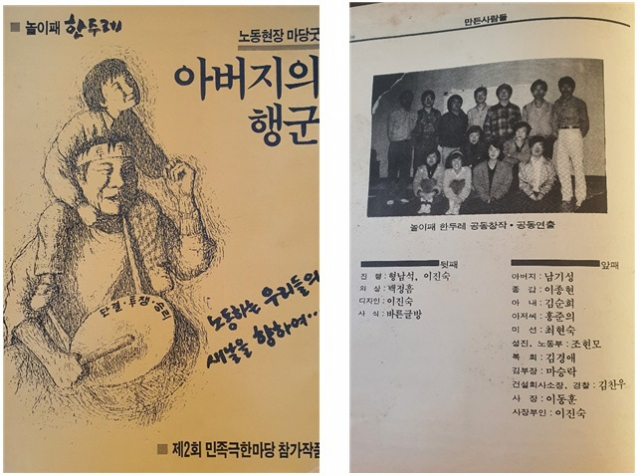 ■ 놀이패 한두레
노동현장 마당굿
아버지의
행군
단결·투쟁·승리
노동하는 우리들의
새날을 향하여..
■ 제2회 민족극한마당 참가작품
만든사람들
놀이패 한두레 공동창작·공동연출
뒷패
진행 : 형남석, 이진숙
의상 : 백정흠
디자인 : 이진숙
사식 : 바른글방
앞패
아버지 : 남기성
종갑 : 이종현
아내 : 김순희
아저씨 : 홍준의
미선 : 최현숙
설진, 노동부 : 조현모
복희 : 김경애
김부장 : 마승락
건설회사소장, 경찰 : 김찬우
사장 : 이동훈
사장부인 : 이진숙